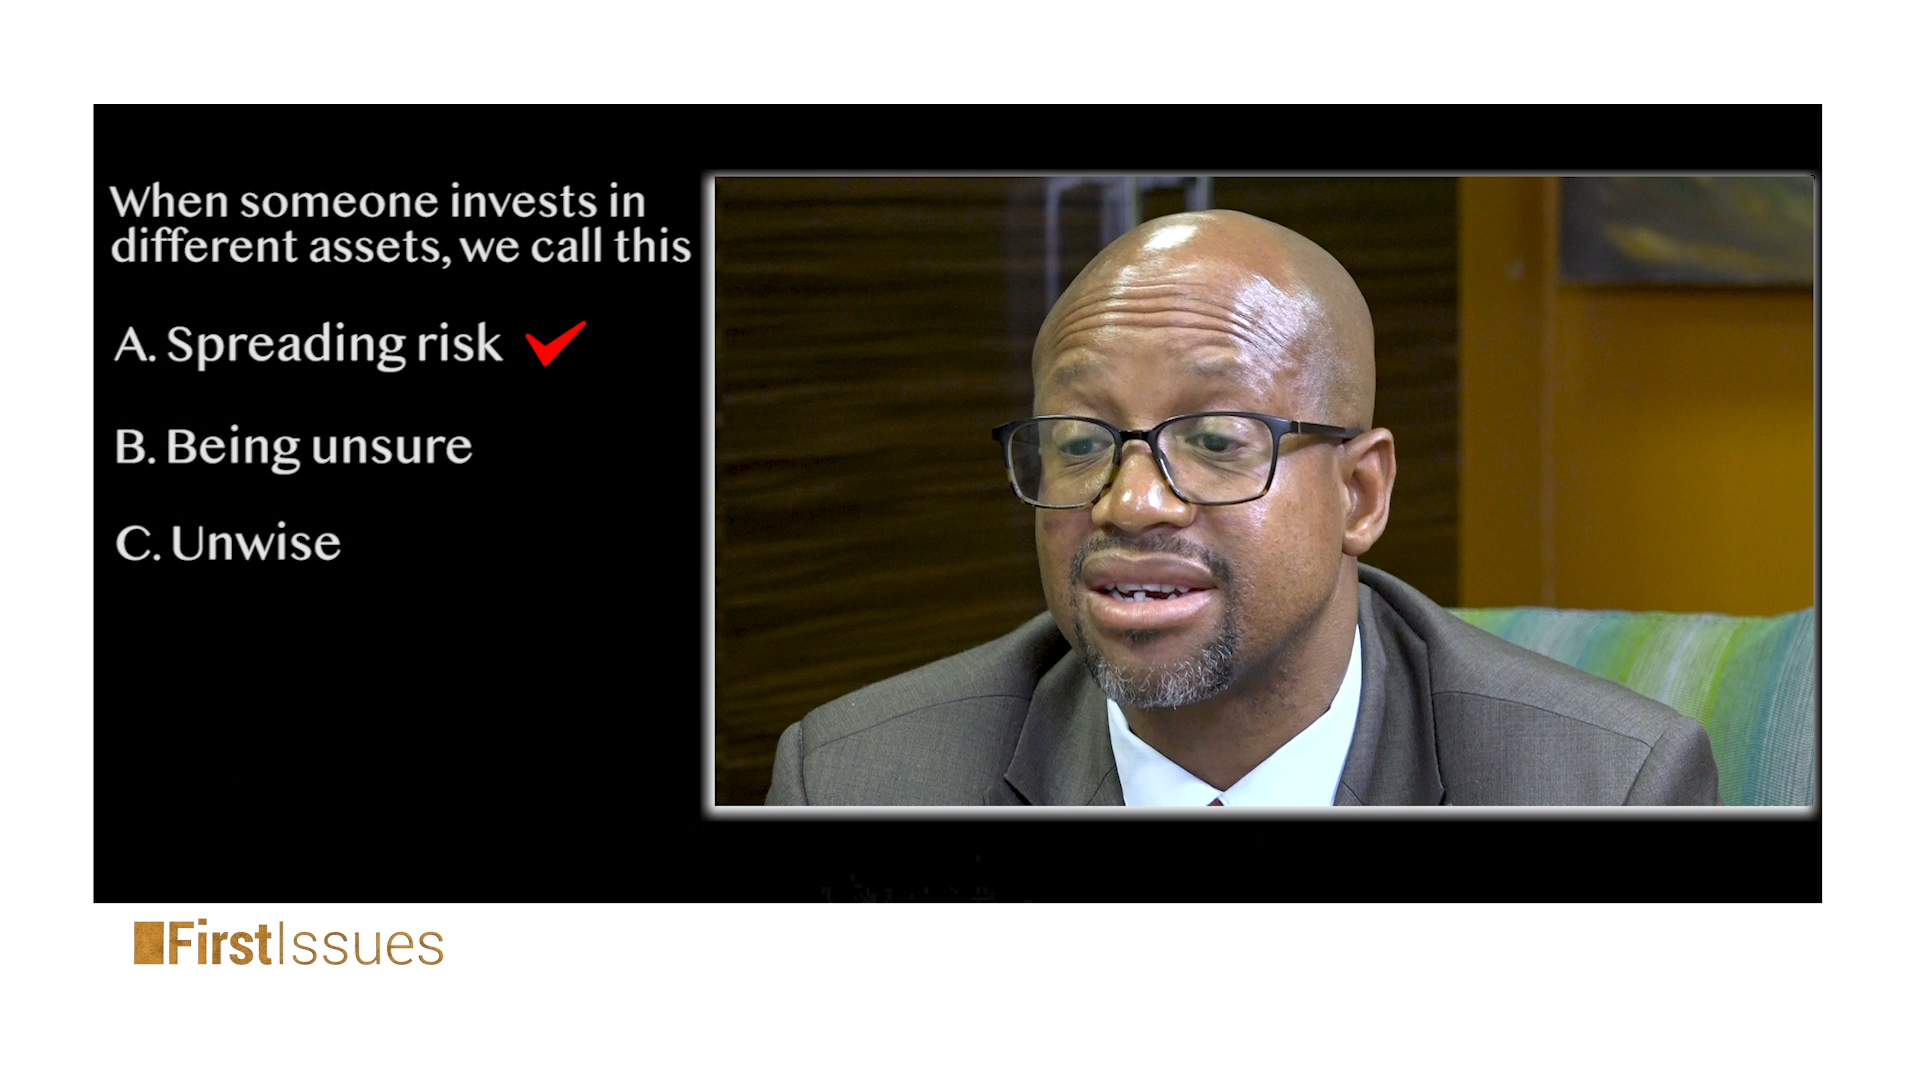 When someone invests in
different assets, we call this
A. Spreading risk
B. Being unsure
C. Unwise
FirstIssues